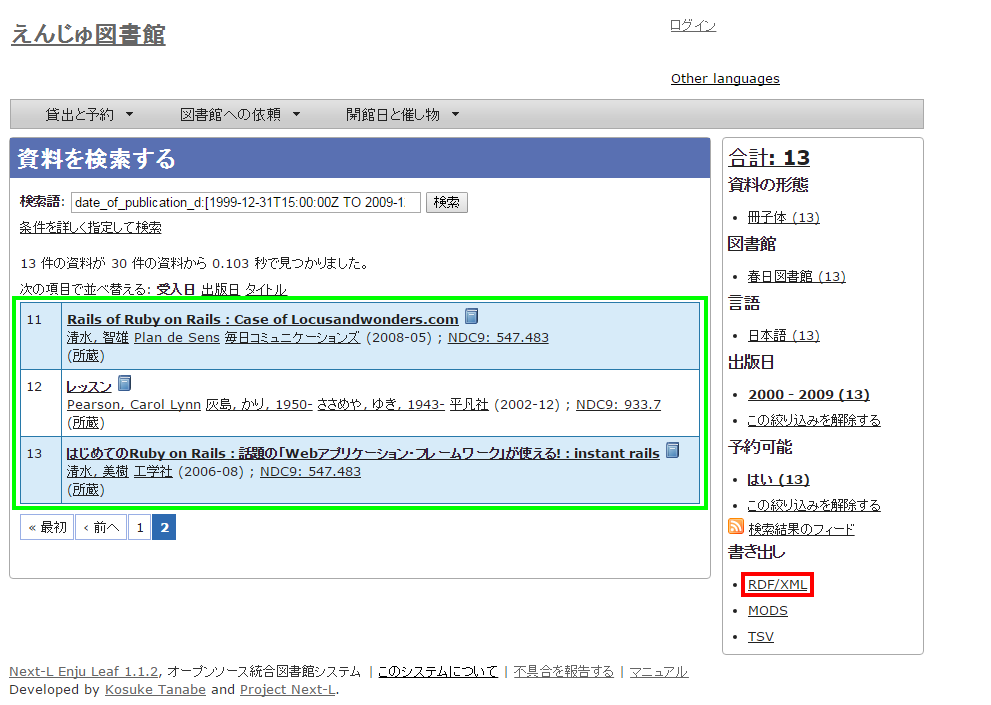 えんじゅ図書館
ログイン
Other languages
貸出と予約 ▼ 図書館への依頼 ▼ 開館日と催し物 ▼
資料を検索する
検索語: date_of_publication_d:[1999-12-31T15:00:00Z TO 2009-1 検索
条件を詳しく指定して検索
13 件の資料が 30 件の資料から 0.103 秒で見つかりました。
次の項目で並べ替える: 受入日 出版日 タイトル
11 Rails of Ruby on Rails : Case of Locusandwonders.com
清水, 智雄 Plan de Sens 毎日コミュニケーションズ (2008-05) ; NDC9: 547.483
(所蔵)
12 レッスン
Pearson, Carol Lynn 灰島, かり, 1950- ささめや, ゆき, 1943- 平凡社 (2002-12) ; NDC9: 933.7
(所蔵)
13 はじめてのRuby on Rails : 話題の「Webアプリケーション・フレームワーク」が使える! : instant rails
清水, 美樹 工学社 (2006-08) ; NDC9: 547.483
(所蔵)
« 最初 ‹ 前へ 1 2
合計: 13
資料の形態
• 冊子体 (13)
図書館
• 春日図書館 (13)
言語
• 日本語 (13)
出版日
• 2000 - 2009 (13)
• この絞り込みを解除する
予約可能
• はい (13)
• この絞り込みを解除する
検索結果のフィード
書き出し
• RDF/XML
• MODS
• TSV
Next-L Enju Leaf 1.1.2, オープンソース統合図書館システム | このシステムについて | 不具合を報告する | マニュアル
Developed by Kosuke Tanabe and Project Next-L.